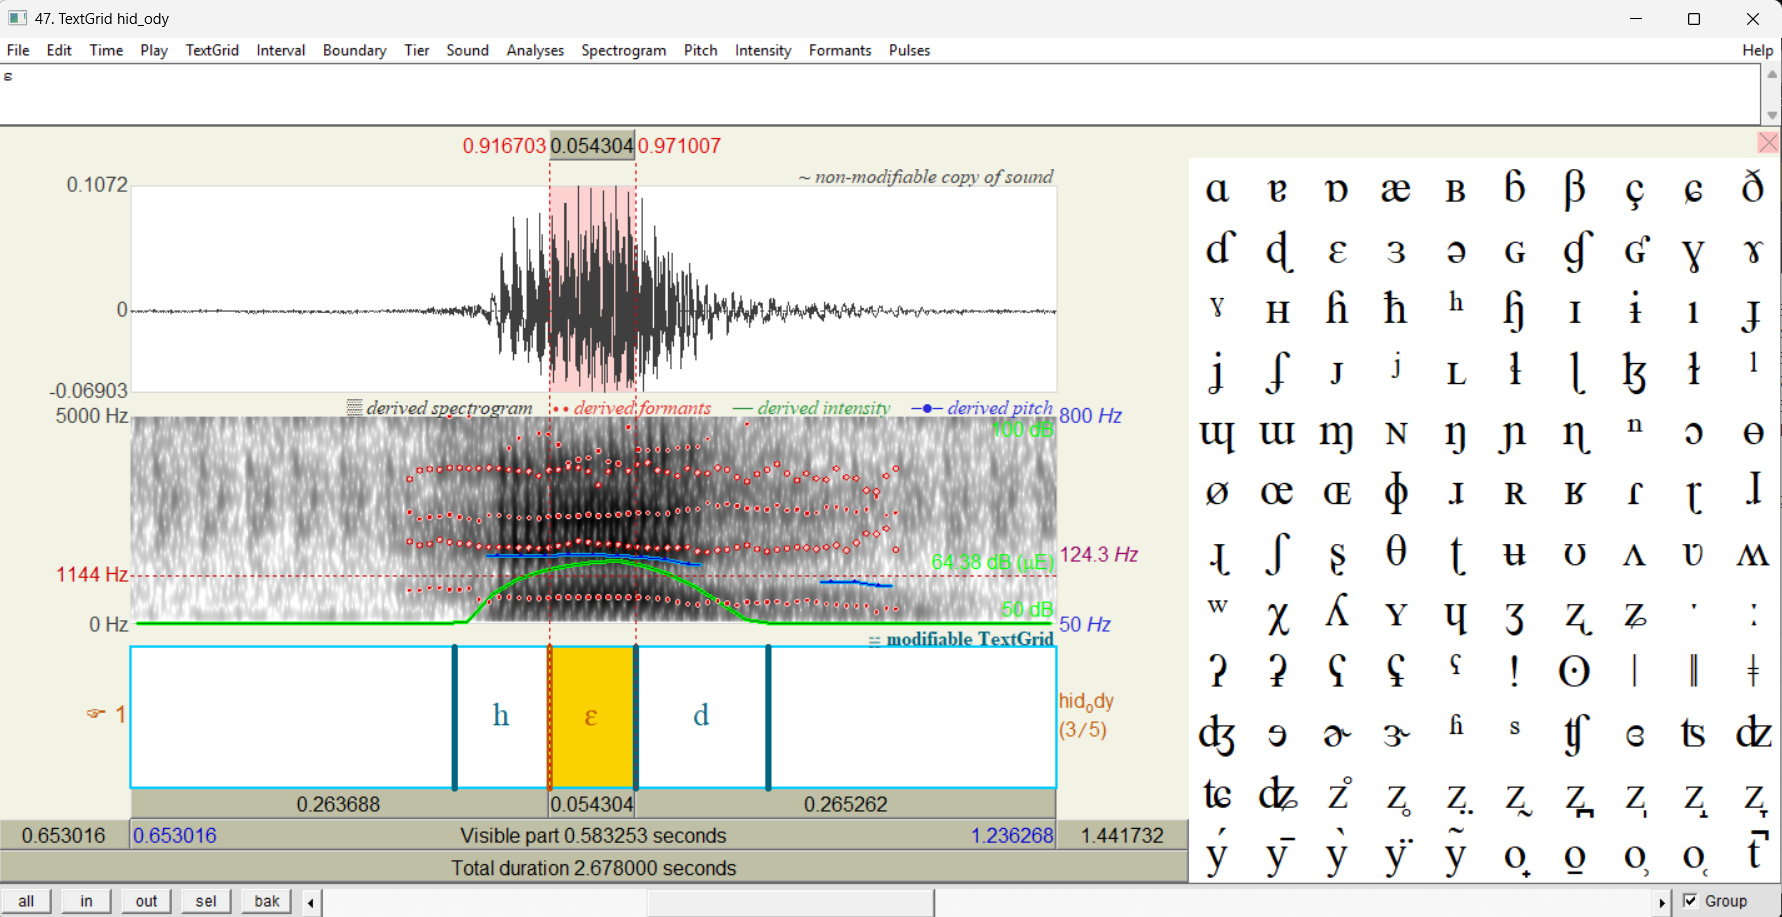 47. TextGrid hid_ody
File Edit Time Play TextGrid Interval Boundary Tier Sound Analyses Spectrogram Pitch Intensity Formants Pulses Help
ɛ
0.916703 0.054304 0.971007
~ non-modifiable copy of sound
0.1072
0
-0.06903
derived spectrogram derived formants derived intensity derived pitch
5000 Hz 800 Hz
100 dB
124.3 Hz
64.38 dB (µE)
1144 Hz
50 dB
0 Hz 50 Hz
modifiable TextGrid
☞ 1 h ɛ d hidody
(3/5)
0.263688 0.054304 0.265262
0.653016 0.653016 Visible part 0.583253 seconds 1.236268 1.441732
Total duration 2.678000 seconds
all in out sel bak Group
ɑ ɐ ɒ æ ʙ ɓ β ç ɕ ð
ɗ ɖ ɛ ɜ ə ɢ ʠ ɠ ɣ ɤ
ˠ ʜ ɦ ħ ʰ ɧ ɪ ɨ ı ɟ
ʝ ʄ ᴊ ʲ ʟ ɫ ɭ ɮ ɬ ˡ
ɰ ɯ ɱ ɴ ŋ ɲ ɳ ⁿ ɔ ɵ
ø œ ɶ ɸ ɹ ʀ ʁ ɾ ɽ ɺ
ɻ ʃ ʂ θ ʈ ʉ ʊ ʌ ʋ ʍ
ʷ χ ʎ ʏ ɥ ʒ ʐ ʑ ˑ ː
ʔ ʡ ʕ ʢ ˤ ! ʘ ǀ ǁ ǂ
ʤ ɘ ɚ ɝ ʱ ˢ ʧ ɞ ʦ ʣ
ʨ ʥ z̊ z̥ z̤ z̰ z̺ z̩ z̟ z̞
ý ȳ ỳ ÿ ỹ o̟ o̠ o̹ o̜ t̚